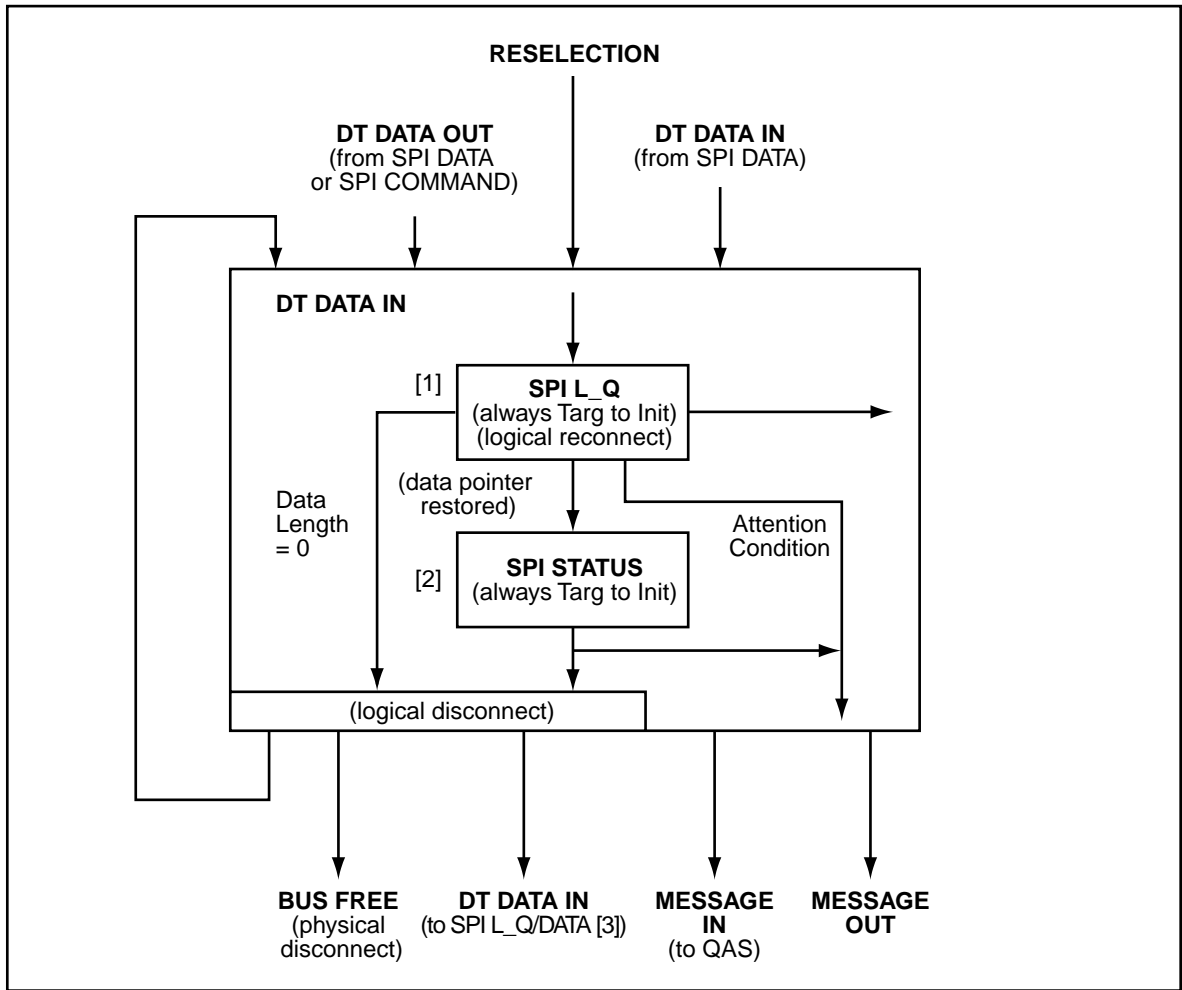 RESELECTION
DT DATA OUT
(from SPI DATA
or SPI COMMAND)
DT DATA IN
(from SPI DATA)
DT DATA IN
[1]
SPI L_Q
(always Targ to Init)
(logical reconnect)
Data
Length
= 0
(data pointer
restored)
Attention
Condition
[2]
SPI STATUS
(always Targ to Init)
(logical disconnect)
BUS FREE
(physical
disconnect)
DT DATA IN
(to SPI L_Q/DATA [3])
MESSAGE
IN
(to QAS)
MESSAGE
OUT